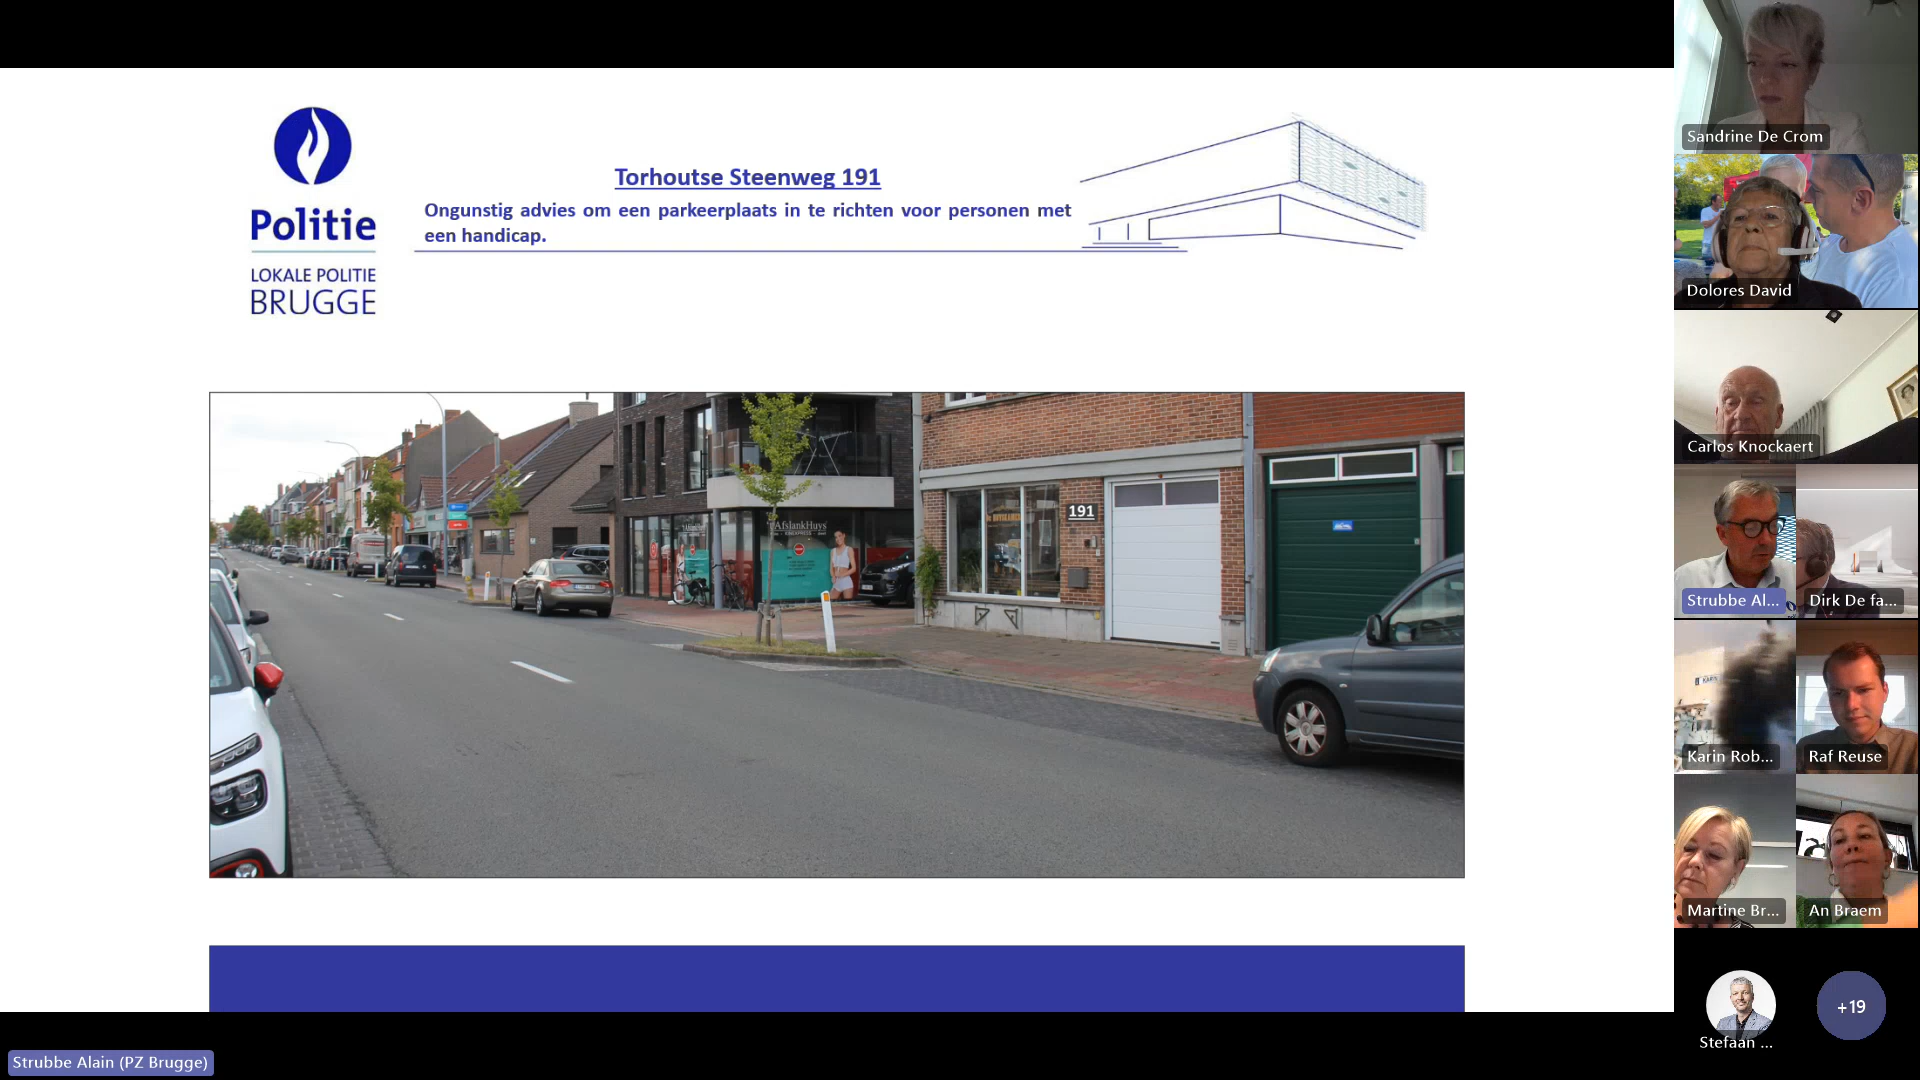 Politie
LOKALE POLITIE
BRUGGE
Torhoutse Steenweg 191
Ongunstig advies om een parkeerplaats in te richten voor personen met
een handicap.
AfslankHuys
191
Sandrine De Crom
Dolores David
Carlos Knockaert
Strubbe Al...
Dirk De fa...
Karin Rob...
Raf Reuse
Martine Br...
An Braem
Stefaan ...
+19
Strubbe Alain (PZ Brugge)